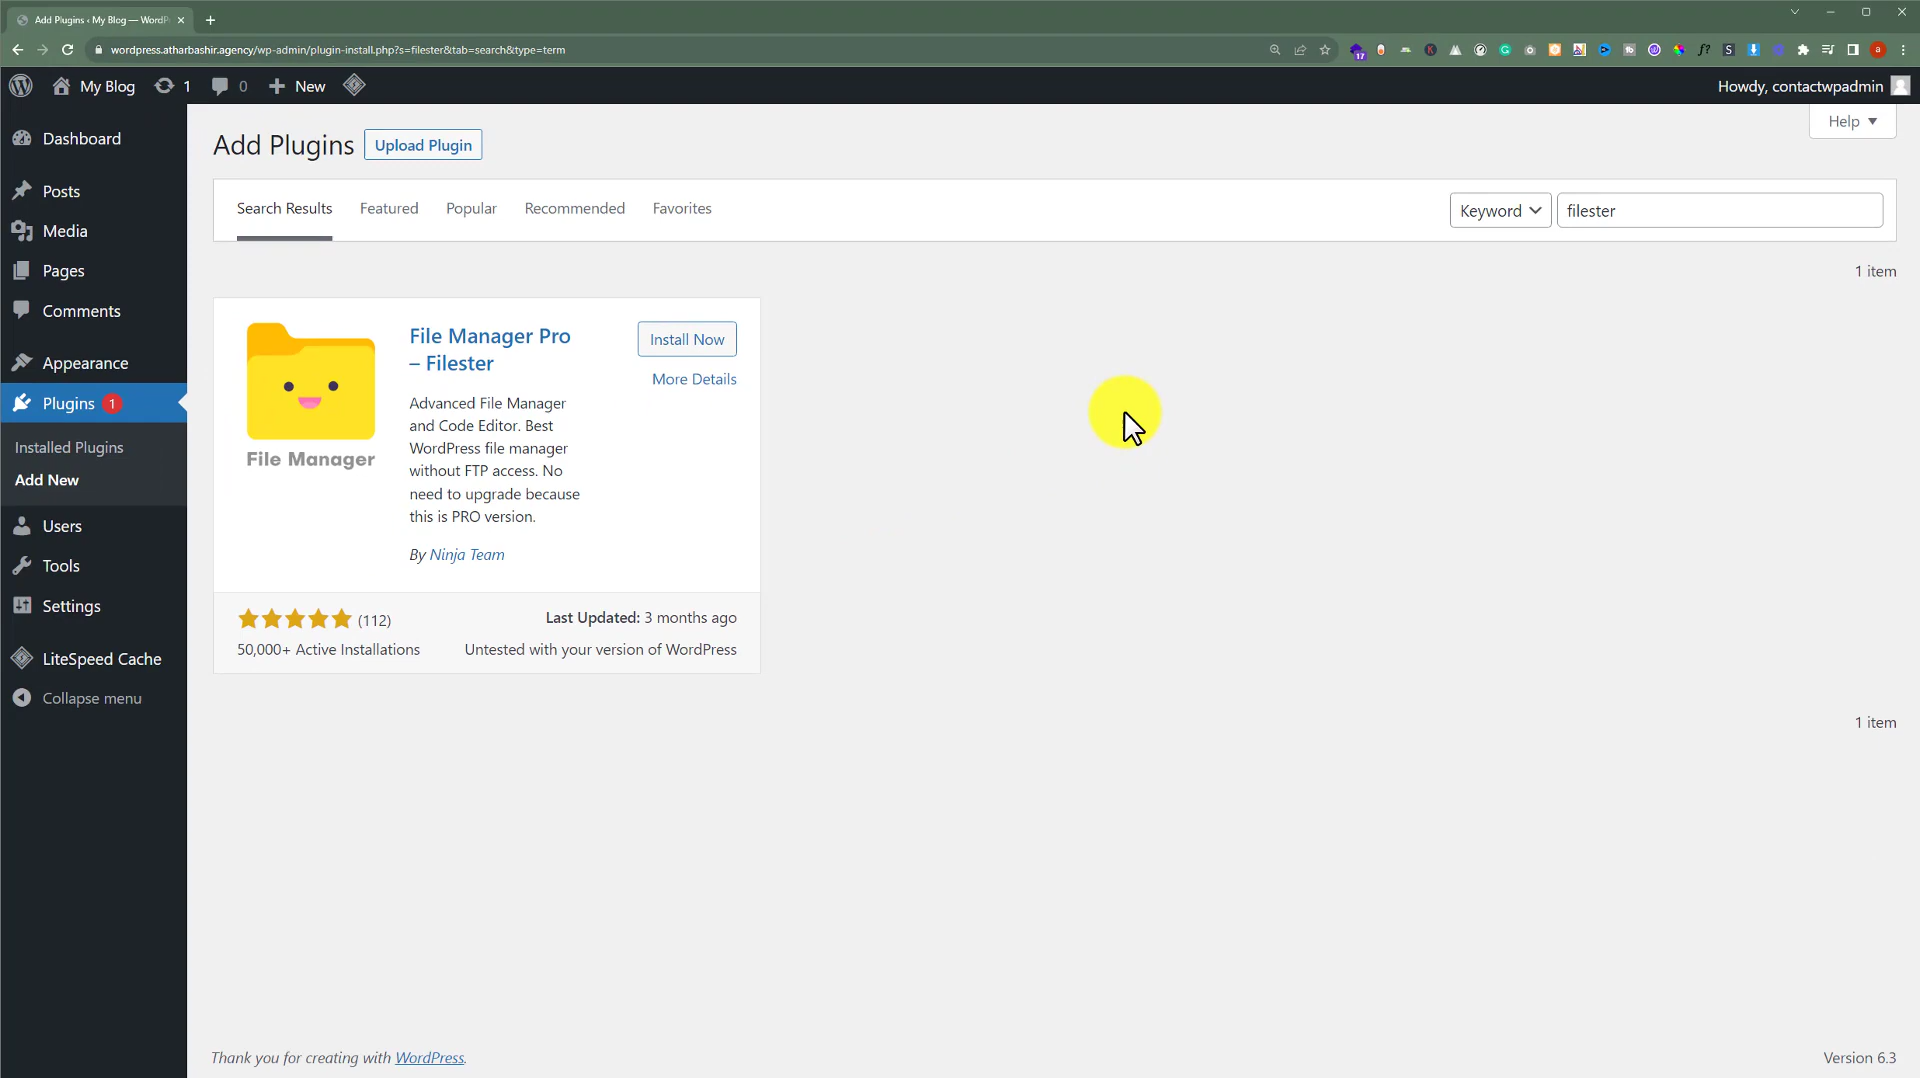 Add Plugins ‹ My Blog — WordP
wordpress.atharbashir.agency/wp-admin/plugin-install.php?s=filester&tab=search&type=term
My Blog
1
0
New
Howdy, contactwpadmin
Dashboard
Posts
Media
Pages
Comments
Appearance
Plugins 1
Installed Plugins
Add New
Users
Tools
Settings
LiteSpeed Cache
Collapse menu
Help
Add Plugins
Upload Plugin
Search Results
Featured
Popular
Recommended
Favorites
Keyword
filester
1 item
File Manager
File Manager Pro
– Filester
Install Now
More Details
Advanced File Manager
and Code Editor. Best
WordPress file manager
without FTP access. No
need to upgrade because
this is PRO version.
By Ninja Team
(112)
50,000+ Active Installations
Last Updated: 3 months ago
Untested with your version of WordPress
1 item
Thank you for creating with WordPress.
Version 6.3